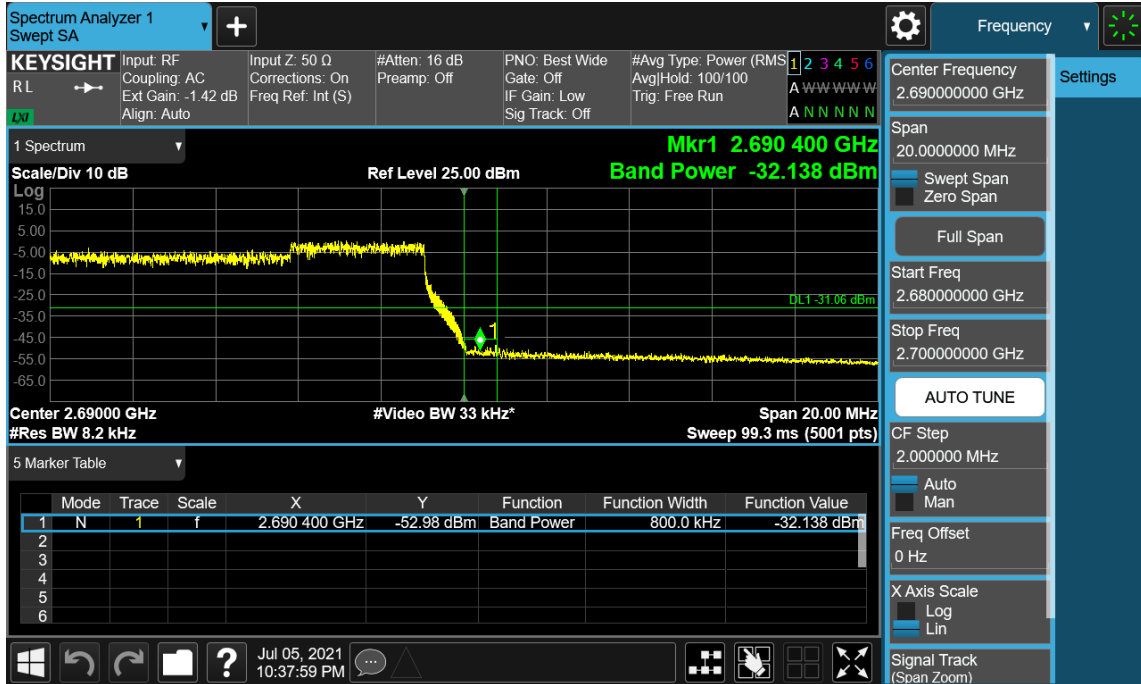 Spectrum Analyzer 1
Swept SA
Frequency
KEYSIGHT
R L
LXI
Input: RF
Coupling: AC
Ext Gain: -1.42 dB
Align: Auto
Input Z: 50 Ω
Corrections: On
Freq Ref: Int (S)
#Atten: 16 dB
Preamp: Off
PNO: Best Wide
Gate: Off
IF Gain: Low
Sig Track: Off
#Avg Type: Power (RMS
Avg|Hold: 100/100
Trig: Free Run
1 2 3 4 5 6
A W W W W W
A N N N N N
1 Spectrum
Mkr1 2.690 400 GHz
Scale/Div 10 dB
Ref Level 25.00 dBm
Band Power -32.138 dBm
Log
15.0
5.00
-5.00
-15.0
-25.0
-35.0
-45.0
-55.0
-65.0
DL1 -31.06 dBm
1
Center 2.69000 GHz
#Video BW 33 kHz*
Span 20.00 MHz
#Res BW 8.2 kHz
Sweep 99.3 ms (5001 pts)
5 Marker Table
Mode Trace Scale X Y Function Function Width Function Value
1 N 1 f 2.690 400 GHz -52.98 dBm Band Power 800.0 kHz -32.138 dBm
2
3
4
5
6
?
Jul 05, 2021
10:37:59 PM
Center Frequency
2.690000000 GHz
Settings
Span
20.0000000 MHz
Swept Span
Zero Span
Full Span
Start Freq
2.680000000 GHz
Stop Freq
2.700000000 GHz
AUTO TUNE
CF Step
2.000000 MHz
Auto
Man
Freq Offset
0 Hz
X Axis Scale
Log
Lin
Signal Track
(Span Zoom)